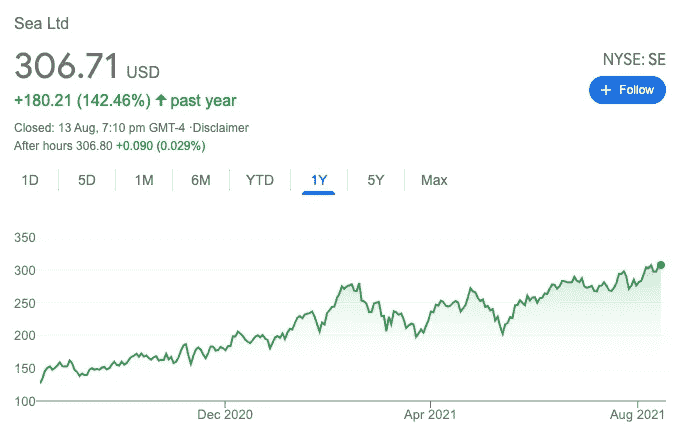 Sea Ltd
306.71 USD
NYSE: SE
+180.21 (142.46%) ↑ past year
+ Follow
Closed: 13 Aug, 7:10 pm GMT-4 ·Disclaimer
After hours 306.80 +0.090 (0.029%)
1D 5D 1M 6M YTD 1Y 5Y Max
350
300
250
200
150
100
Dec 2020 Apr 2021 Aug 2021